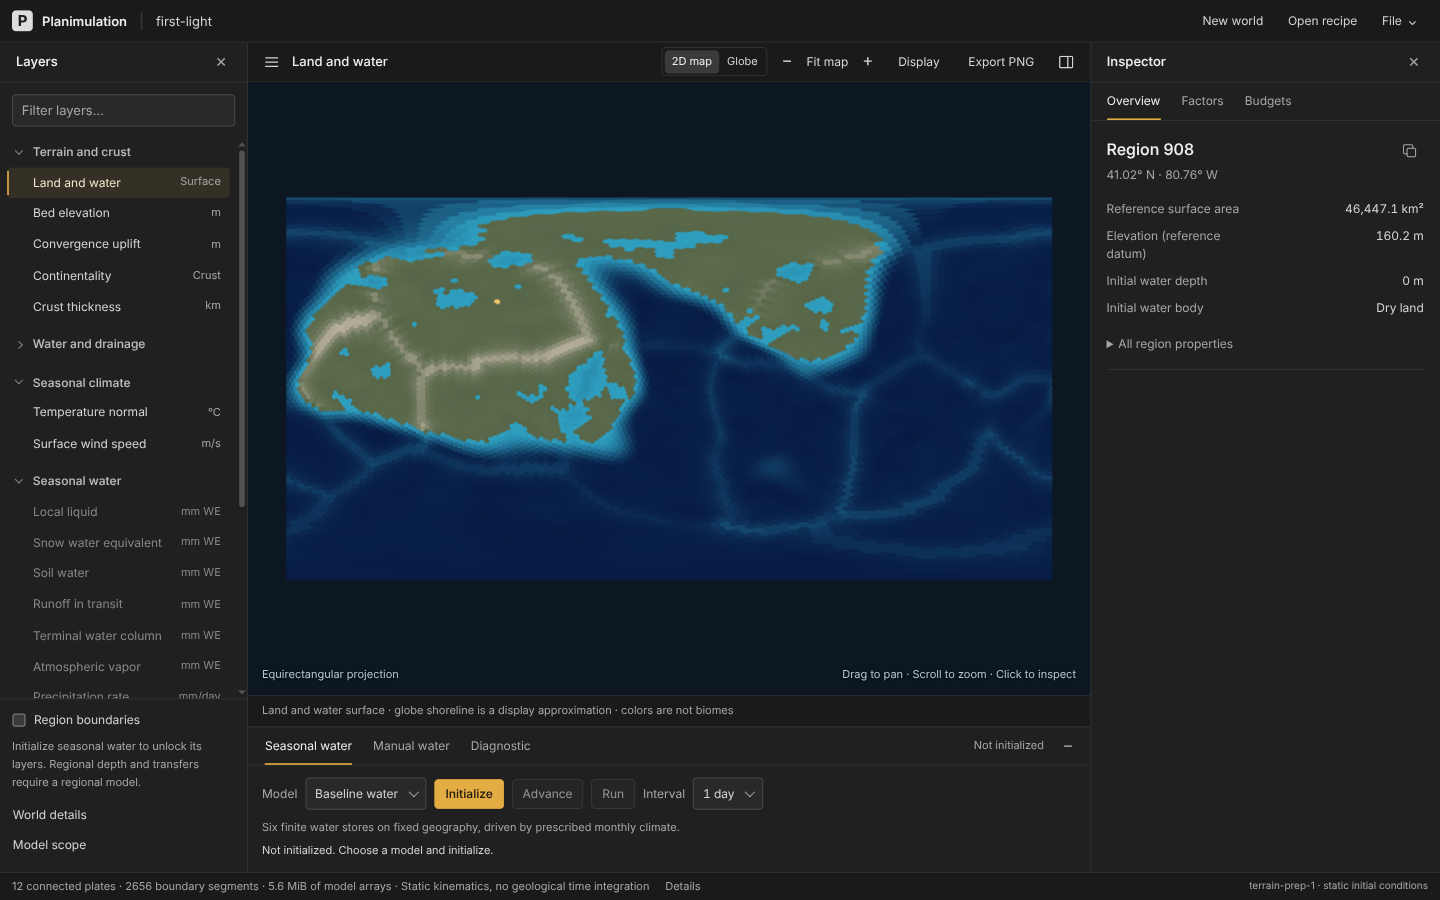 P Planimulation first-light New world Open recipe File
Layers
Filter layers...
Terrain and crust
Land and water Surface
Bed elevation m
Convergence uplift m
Continentality Crust
Crust thickness km
Water and drainage
Seasonal climate
Temperature normal °C
Surface wind speed m/s
Seasonal water
Local liquid mm WE
Snow water equivalent mm WE
Soil water mm WE
Runoff in transit mm WE
Terminal water column mm WE
Atmospheric vapor mm WE
Precipitation rate mm/day
Region boundaries
Initialize seasonal water to unlock its
layers. Regional depth and transfers
require a regional model.
World details
Model scope
Land and water 2D map Globe − Fit map + Display Export PNG
Equirectangular projection Drag to pan · Scroll to zoom · Click to inspect
Land and water surface · globe shoreline is a display approximation · colors are not biomes
Seasonal water Manual water Diagnostic Not initialized −
Model Baseline water Initialize Advance Run Interval 1 day
Six finite water stores on fixed geography, driven by prescribed monthly climate.
Not initialized. Choose a model and initialize.
Inspector
Overview Factors Budgets
Region 908
41.02° N · 80.76° W
Reference surface area 46,447.1 km²
Elevation (reference 160.2 m
datum)
Initial water depth 0 m
Initial water body Dry land
All region properties
12 connected plates · 2656 boundary segments · 5.6 MiB of model arrays · Static kinematics, no geological time integration Details terrain-prep-1 · static initial conditions